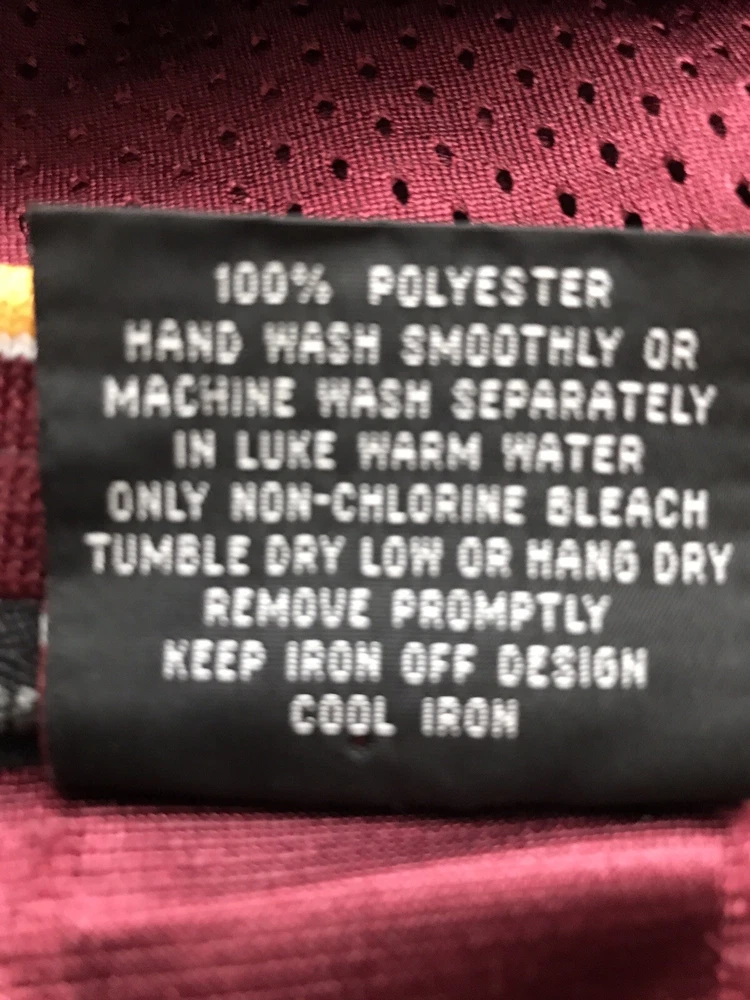 100% POLYESTER
HAND WASH SMOOTHLY OR
MACHINE WASH SEPARATELY
IN LUKE WARM WATER
ONLY NON-CHLORINE BLEACH
TUMBLE DRY LOW OR HANG DRY
REMOVE PROMPTLY
KEEP IRON OFF DESIGN
COOL IRON